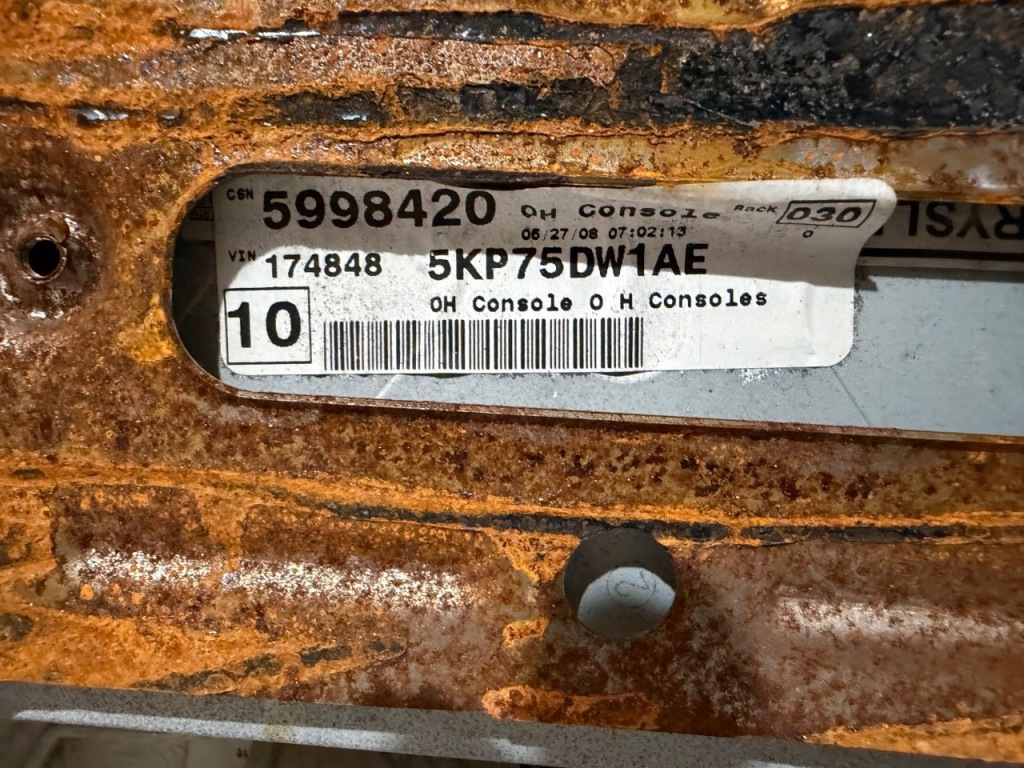 CSN 5998420 OH Console Rack 030
06/27/08 07:02:13 0
VIN 174848 5KP75DW1AE
OH Console O H Consoles
10
RYSL
2